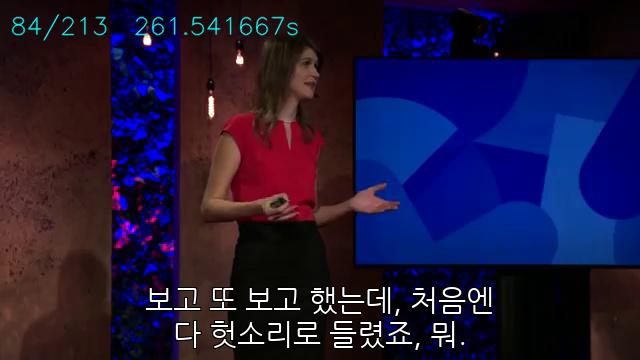 84/213 261.541667s
보고 또 보고 했는데, 처음엔
다 헛소리로 들렸죠, 뭐.